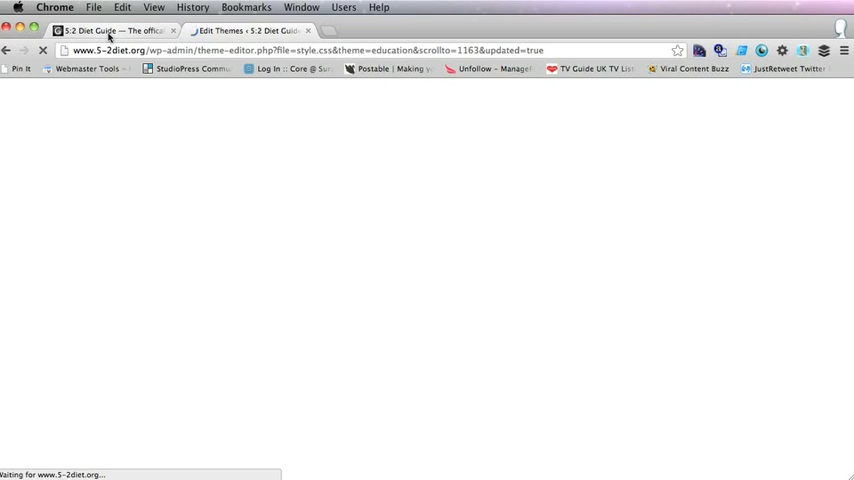 Chrome File Edit View History Bookmarks Window Users Help
5:2 Diet Guide — The offical Edit Themes ‹ 5:2 Diet Guide
www.5-2diet.org/wp-admin/theme-editor.php?file=style.css&theme=education&scrollto=1163&updated=true
Pin It Webmaster Tools – StudioPress Commu Log In :: Core @ Su Postable | Making y Unfollow – Manage TV Guide UK TV List Viral Content Buzz JustRetweet Twitter
Waiting for www.5-2diet.org...